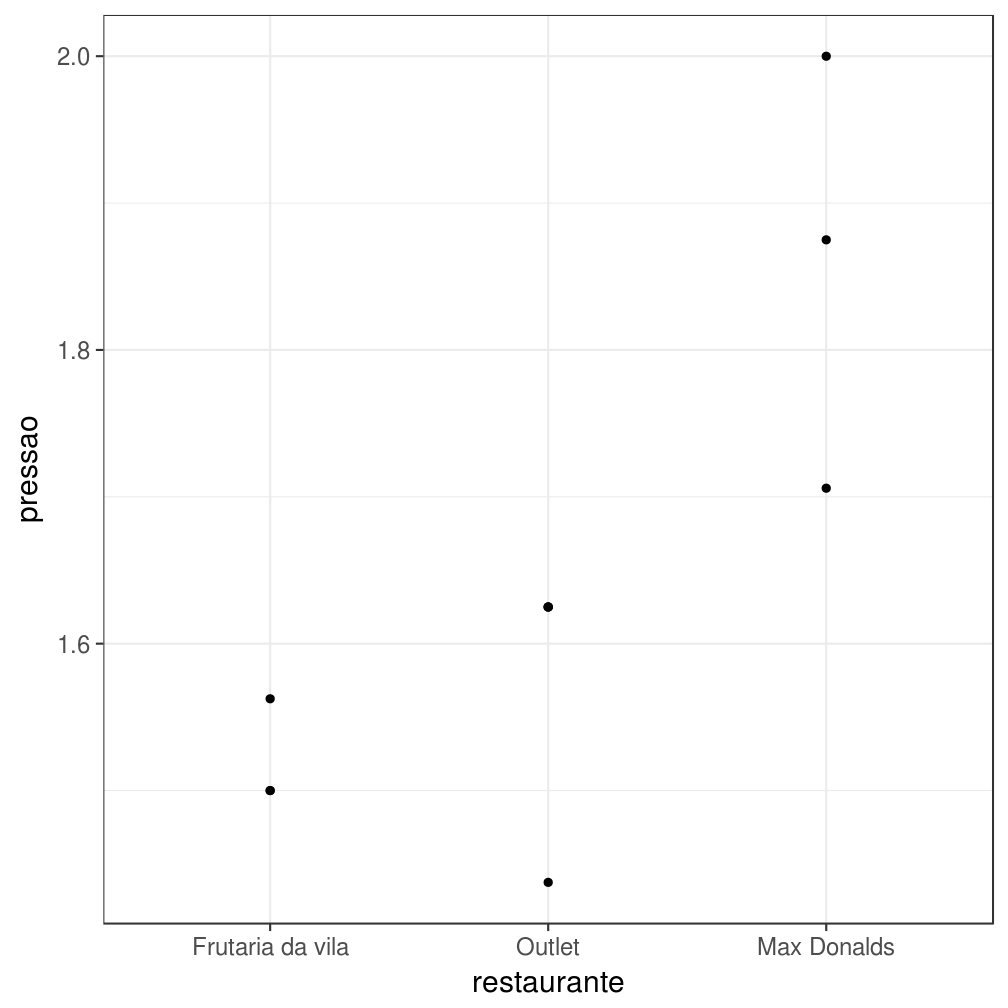 2.0
1.8
1.6
pressao
Frutaria da vila
Outlet
Max Donalds
restaurante